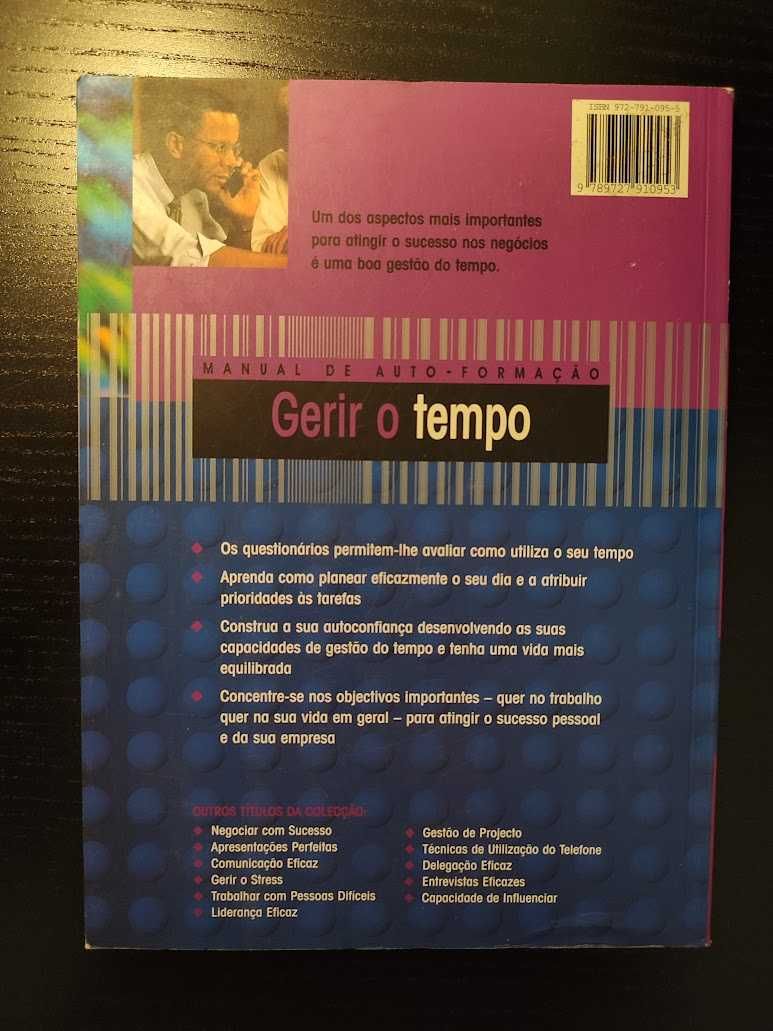 ISBN 972-791-095-5
9 789727 910953
Um dos aspectos mais importantes
para atingir o sucesso nos negócios
é uma boa gestão do tempo.
MANUAL DE AUTO-FORMAÇÃO
Gerir o tempo
Os questionários permitem-lhe avaliar como utiliza o seu tempo
Aprenda como planear eficazmente o seu dia e a atribuir
prioridades às tarefas
Construa a sua autoconfiança desenvolvendo as suas
capacidades de gestão do tempo e tenha uma vida mais
equilibrada
Concentre-se nos objectivos importantes – quer no trabalho
quer na sua vida em geral – para atingir o sucesso pessoal
e da sua empresa
OUTROS TÍTULOS DA COLECÇÃO:
Negociar com Sucesso
Apresentações Perfeitas
Comunicação Eficaz
Gerir o Stress
Trabalhar com Pessoas Difíceis
Liderança Eficaz
Gestão de Projecto
Técnicas de Utilização do Telefone
Delegação Eficaz
Entrevistas Eficazes
Capacidade de Influenciar